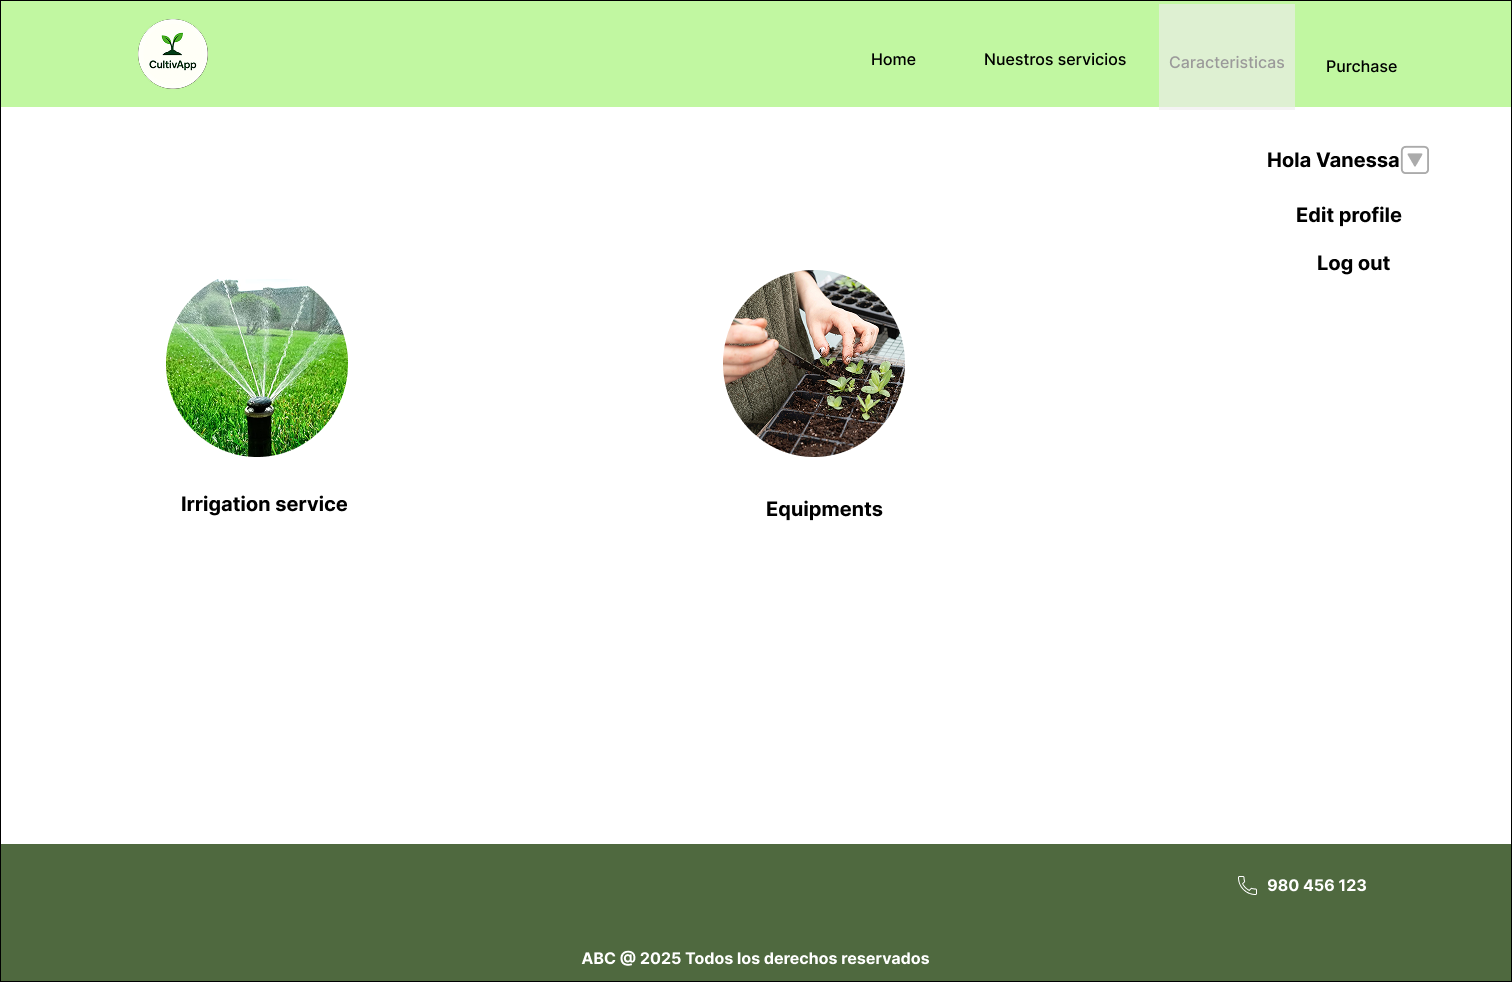 CultivApp
Home
Nuestros servicios
Caracteristicas
Purchase
Hola Vanessa
Edit profile
Log out
Irrigation service
Equipments
980 456 123
ABC @ 2025 Todos los derechos reservados